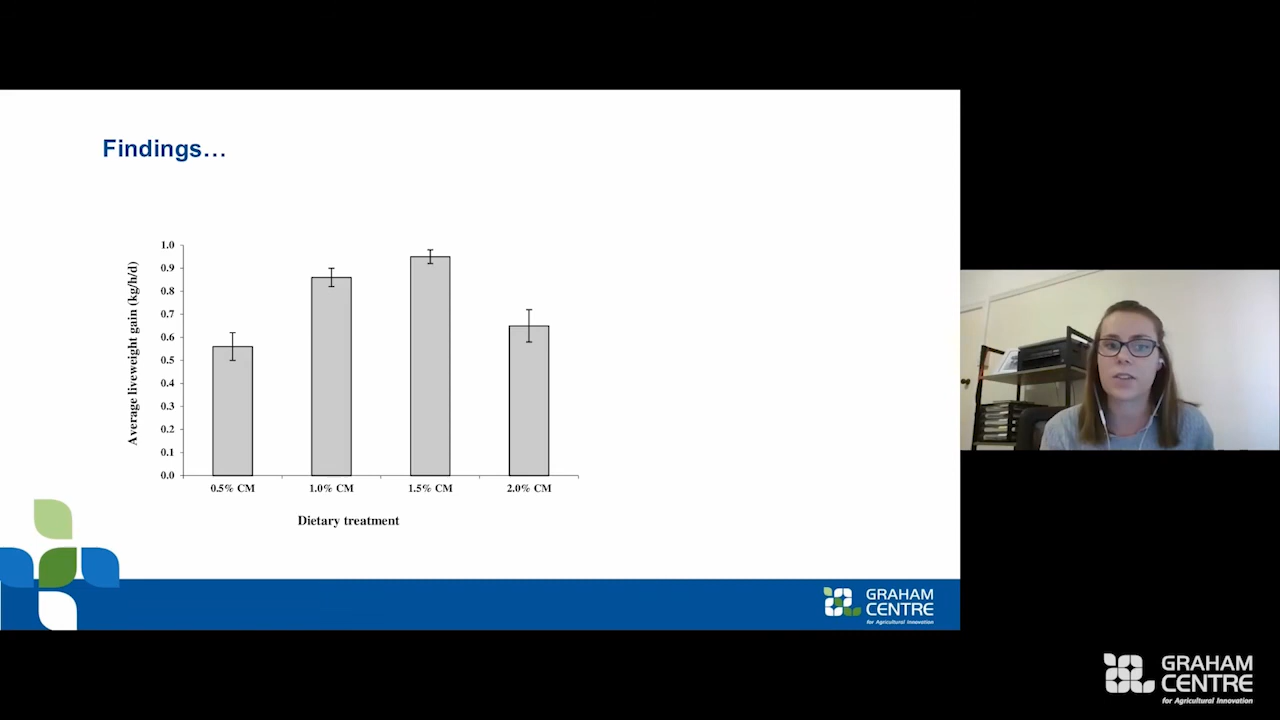 Findings…
1.0
0.9
0.8
0.7
0.6
0.5
0.4
0.3
0.2
0.1
0.0
Average liveweight gain (kg/h/d)
0.5% CM 1.0% CM 1.5% CM 2.0% CM
Dietary treatment
GRAHAM
CENTRE
for Agricultural Innovation
GRAHAM
CENTRE
for Agricultural Innovation